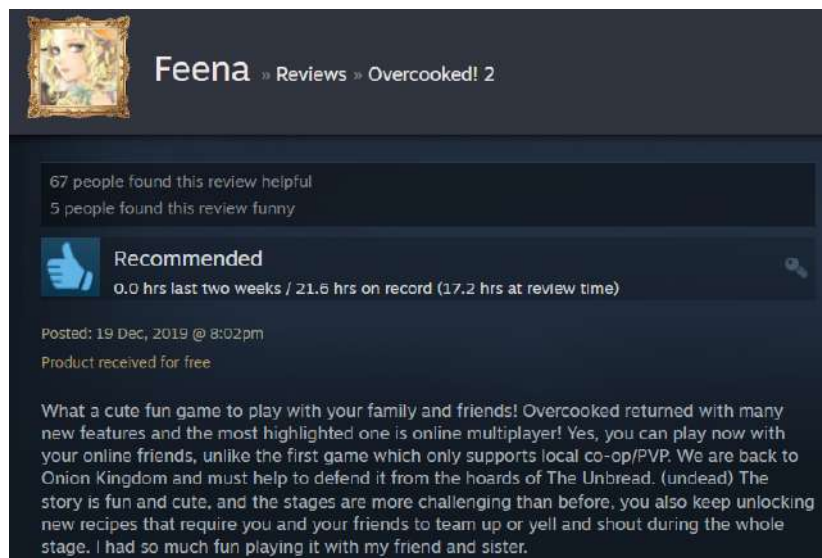 Feena » Reviews » Overcooked! 2
67 people found this review helpful
5 people found this review funny
Recommended
0.0 hrs last two weeks / 21.6 hrs on record (17.2 hrs at review time)
Posted: 19 Dec, 2019 @ 8:02pm
Product received for free
What a cute fun game to play with your family and friends! Overcooked returned with many
new features and the most highlighted one is online multiplayer! Yes, you can play now with
your online friends, unlike the first game which only supports local co-op/PVP. We are back to
Onion Kingdom and must help to defend it from the hoards of The Unbread. (undead) The
story is fun and cute, and the stages are more challenging than before, you also keep unlocking
new recipes that require you and your friends to team up or yell and shout during the whole
stage. I had so much fun playing it with my friend and sister.